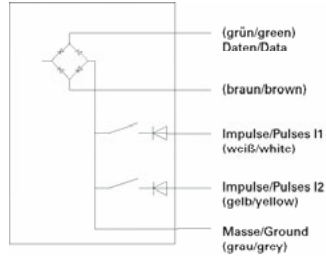 (grün/green)
Daten/Data
(braun/brown)
Impulse/Pulses I1
(weiß/white)
Impulse/Pulses I2
(gelb/yellow)
Masse/Ground
(grau/grey)